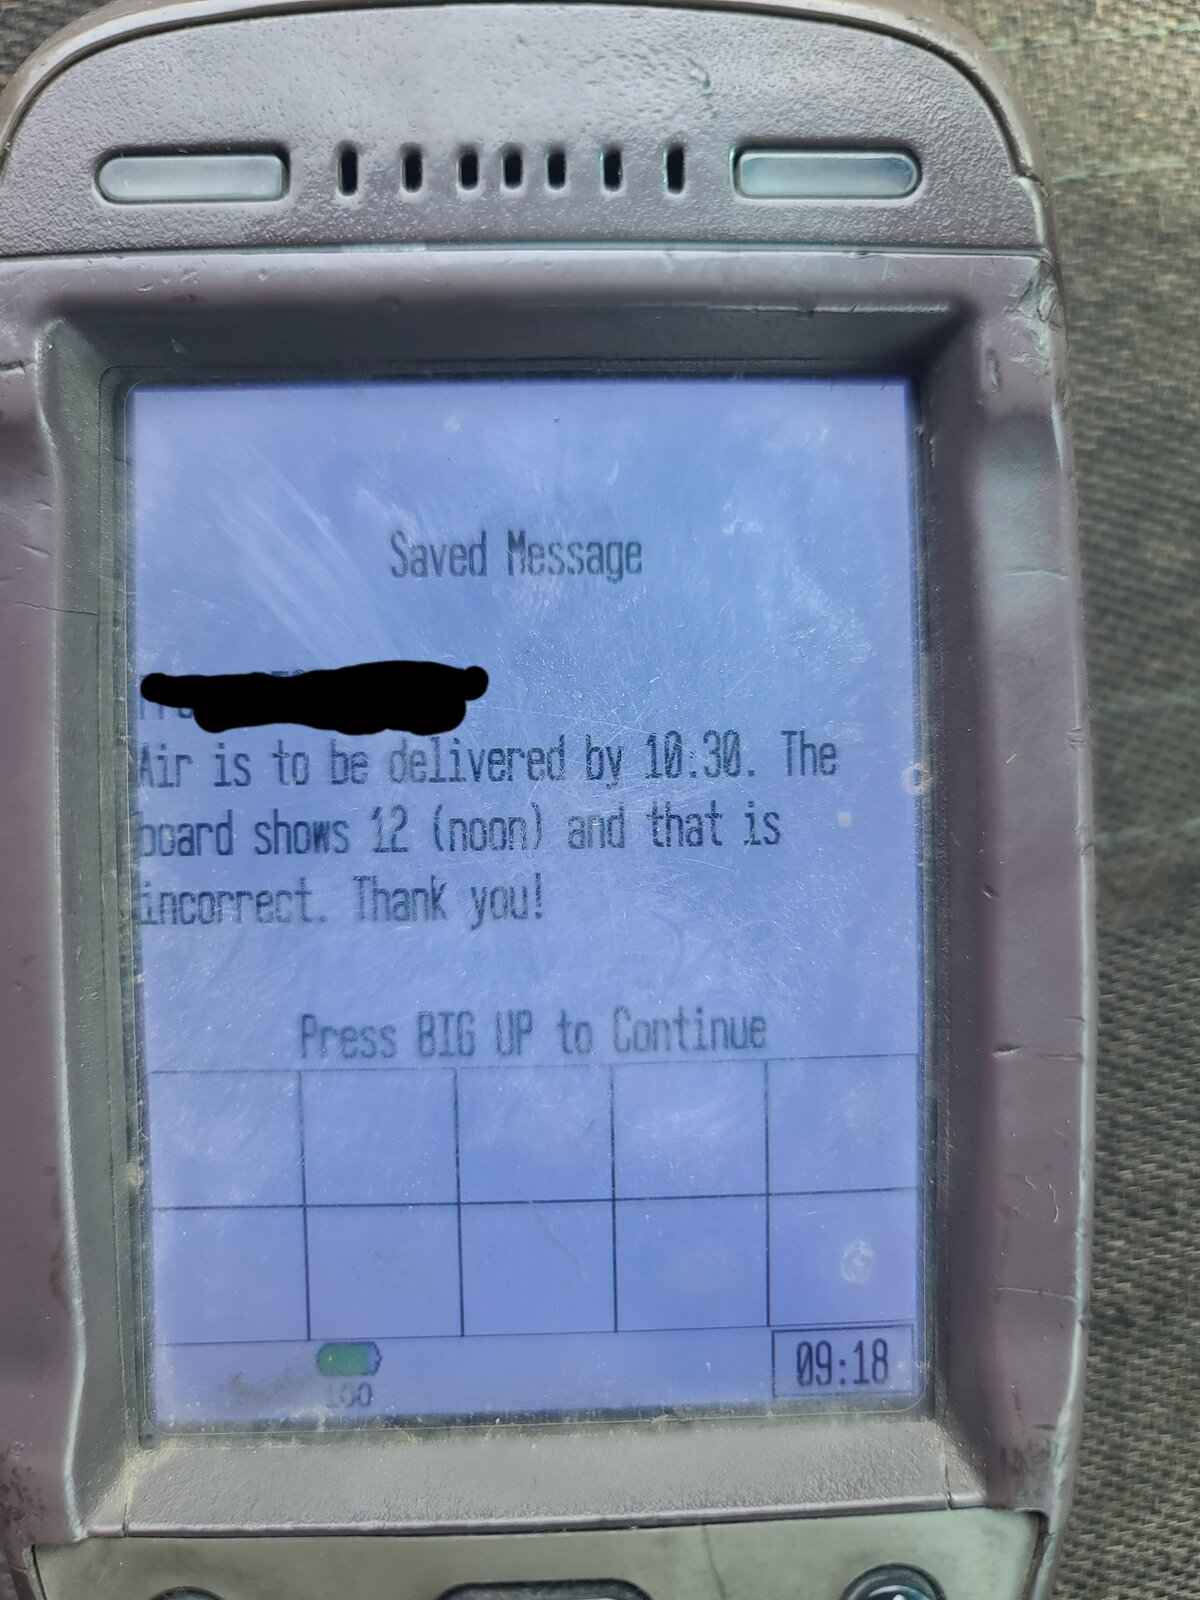 Saved Message
Air is to be delivered by 10:30. The
board shows 12 (noon) and that is
incorrect. Thank you!
Press BIG UP to Continue
100
09:18